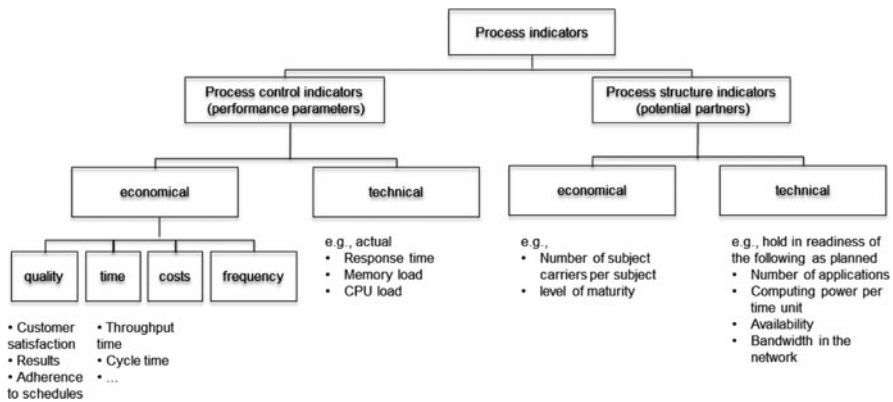 Process indicators
Process control indicators
(performance parameters)
Process structure indicators
(potential partners)
economical
technical
economical
technical
quality
time
costs
frequency
• Customer
satisfaction
• Results
• Adherence
to schedules
• Throughput
time
• Cycle time
• ...
e.g., actual
• Response time
• Memory load
• CPU load
e.g.,
• Number of subject
carriers per subject
• level of maturity
e.g., hold in readiness of
the following as planned
• Number of applications
• Computing power per
time unit
• Availability
• Bandwidth in the
network